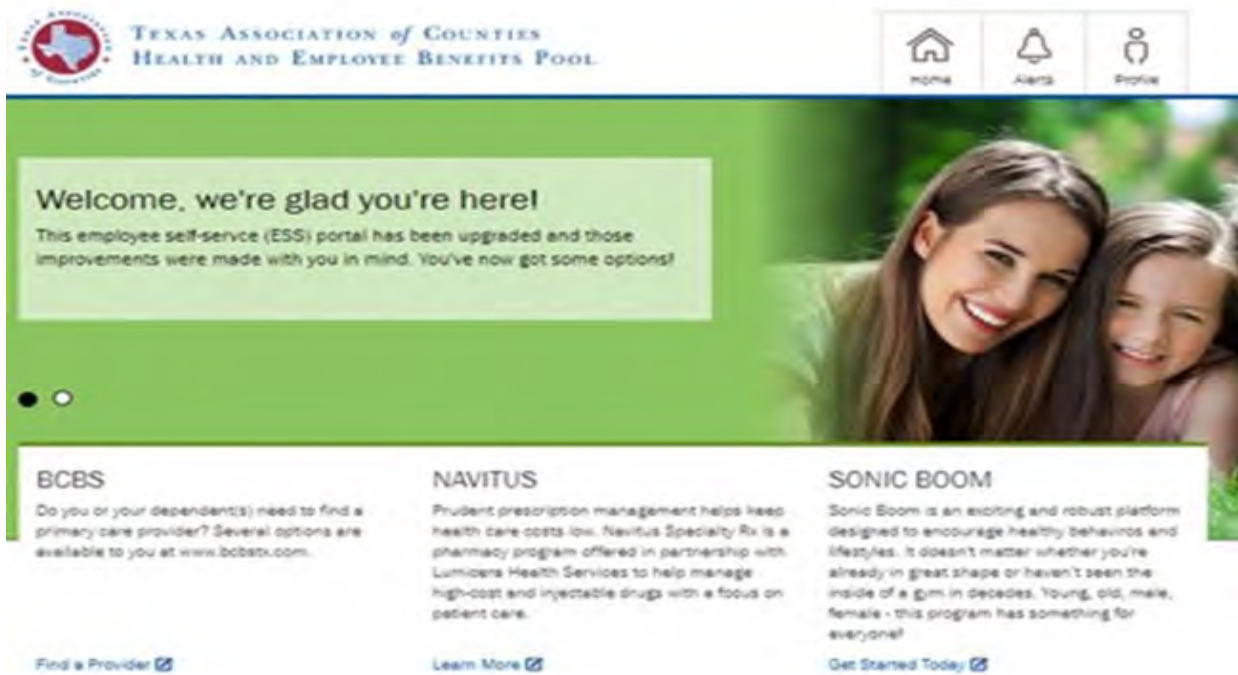 TEXAS ASSOCIATION of COUNTIES
HEALTH AND EMPLOYEE BENEFITS POOL
Home
Alerts
Profile
Welcome, we're glad you're here!
This employee self-servce (ESS) portal has been upgraded and those
improvements were made with you in mind. You've now got some options!
BCBS
Do you or your dependent(s) need to find a
primary care provider? Several options are
available to you at www.bcbstx.com.
Find a Provider
NAVITUS
Prudent prescription management helps keep
health care costs low. Navitus Specialty Rx is a
pharmacy program offered in partnership with
Lumicera Health Services to help manage
high-cost and injectable drugs with a focus on
patient care.
Learn More
SONIC BOOM
Sonic Boom is an exciting and robust platform
designed to encourage healthy behaviros and
lifestyles. It doesn't matter whether you're
already in great shape or haven't seen the
inside of a gym in decades. Young, old, male,
female - this program has something for
everyone!
Get Started Today